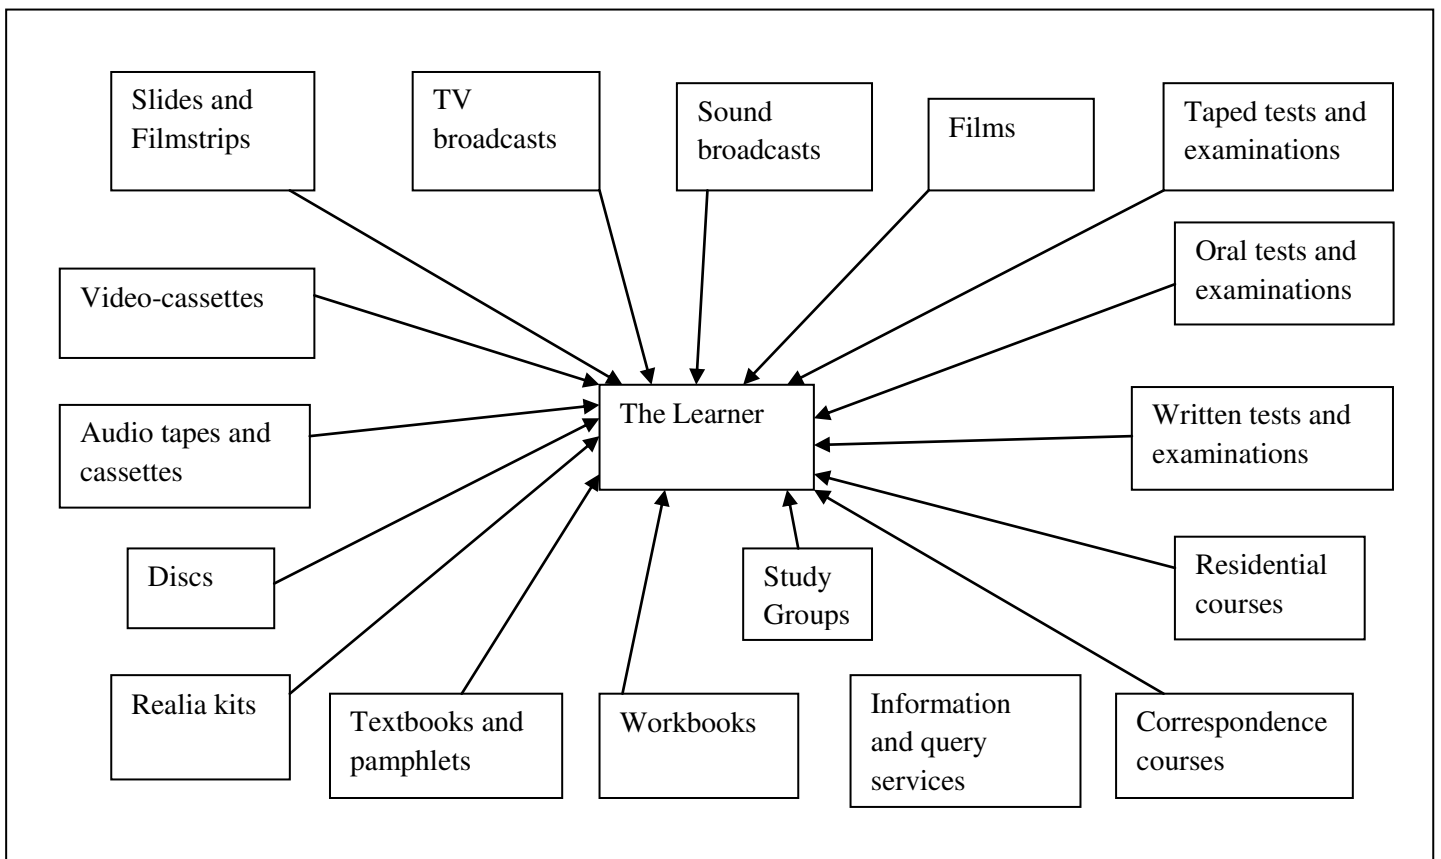 Slides and
Filmstrips
TV
broadcasts
Sound
broadcasts
Films
Taped tests and
examinations
Oral tests and
examinations
Video-cassettes
The Learner
Audio tapes and
cassettes
Written tests and
examinations
Discs
Study
Groups
Residential
courses
Realia kits
Textbooks and
pamphlets
Workbooks
Information
and query
services
Correspondence
courses